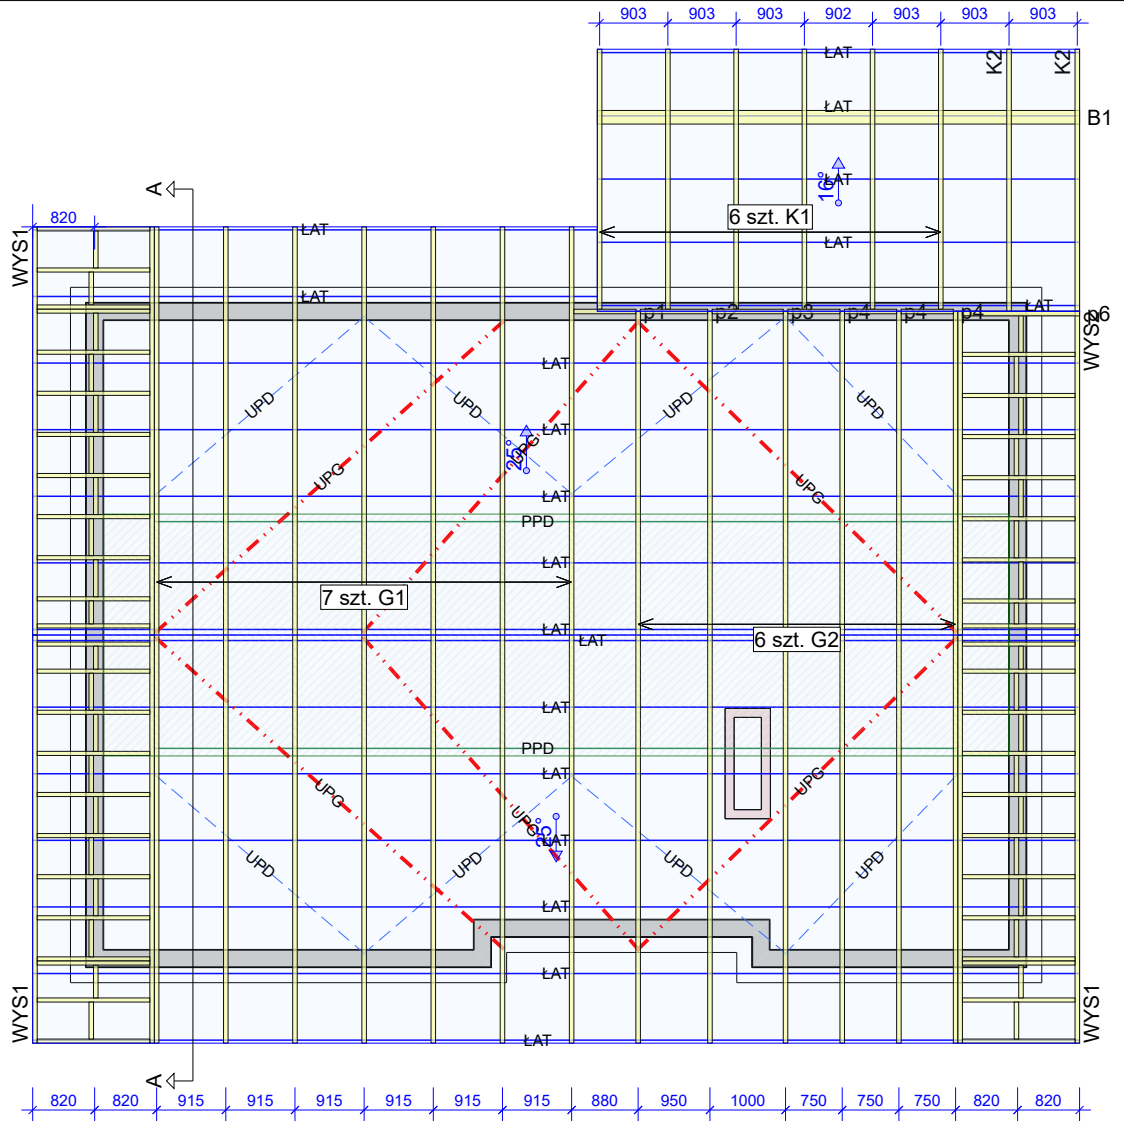 903 903 903 902 903 903 903
ŁAT
K2
K2
ŁAT
B1
A
ŁAT
16°
820
6 szt. K1
ŁAT
WYS1
ŁAT
ŁAT
ŁAT
p1
p2
p3
p4
p4
p4
WYS2
ŁAT
UPD
UPD
UPD
UPD
ŁAT
25°
UPG
UPG
UPG
ŁAT
PPD
ŁAT
7 szt. G1
ŁAT
ŁAT
6 szt. G2
ŁAT
PPD
ŁAT
UPG
UPG
UPG
25°
ŁAT
UPD
UPD
UPD
UPD
ŁAT
ŁAT
WYS1
WYS1
ŁAT
A
820 820 915 915 915 915 915 915 880 950 1000 750 750 750 820 820